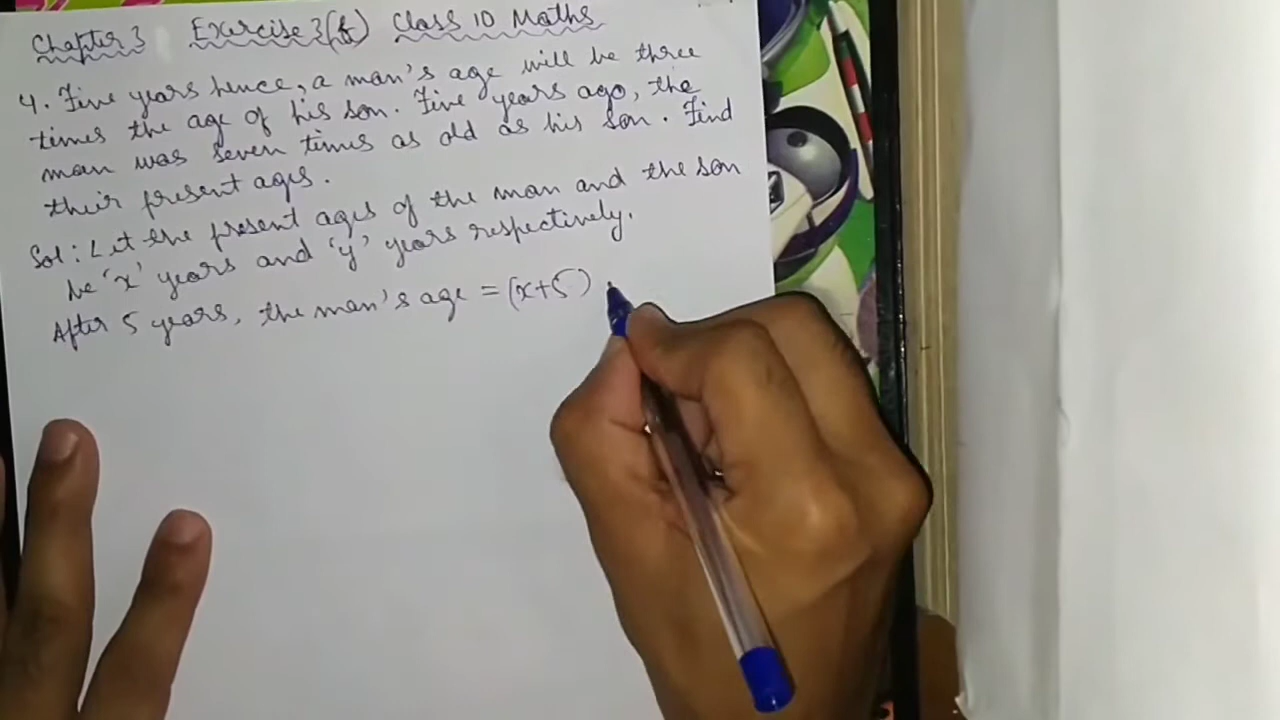 Chapter 3 Exercise 3(f) Class 10 Maths
4. Five years hence, a man's age will be three
times the age of his son. Five years ago, the
man was seven times as old as his son. Find
their present ages.
Sol: Let the present ages of the man and the son
be 'x' years and 'y' years respectively.
After 5 years, the man's age = (x+5)